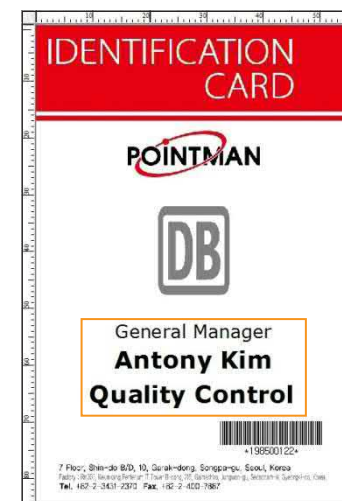 IDENTIFICATION
CARD
POINTMAN
DB
General Manager
Antony Kim
Quality Control
*198500122*
7 Floor, Shin-do B/D, 10, Garak-dong, Songpa-gu, Seoul, Korea
Tel. +82-2-3431-2370 Fax. +82-2-400-7887